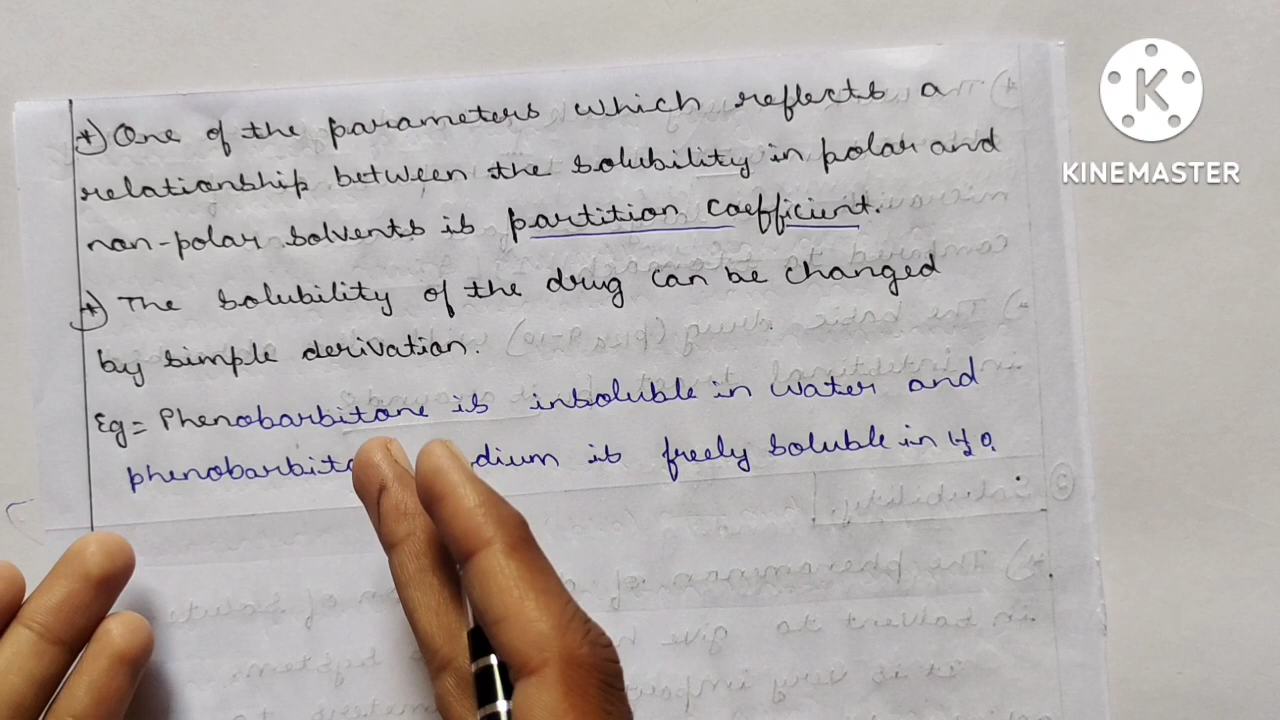 *) One of the parameters which reflects a
relationship between the solubility in polar and
non-polar solvents is partition coefficient.
*) The solubility of the drug can be changed
by simple derivation.
Eg = Phenobarbitone is insoluble in water and
phenobarbito dium is freely soluble in H2O.
K
KINEMASTER